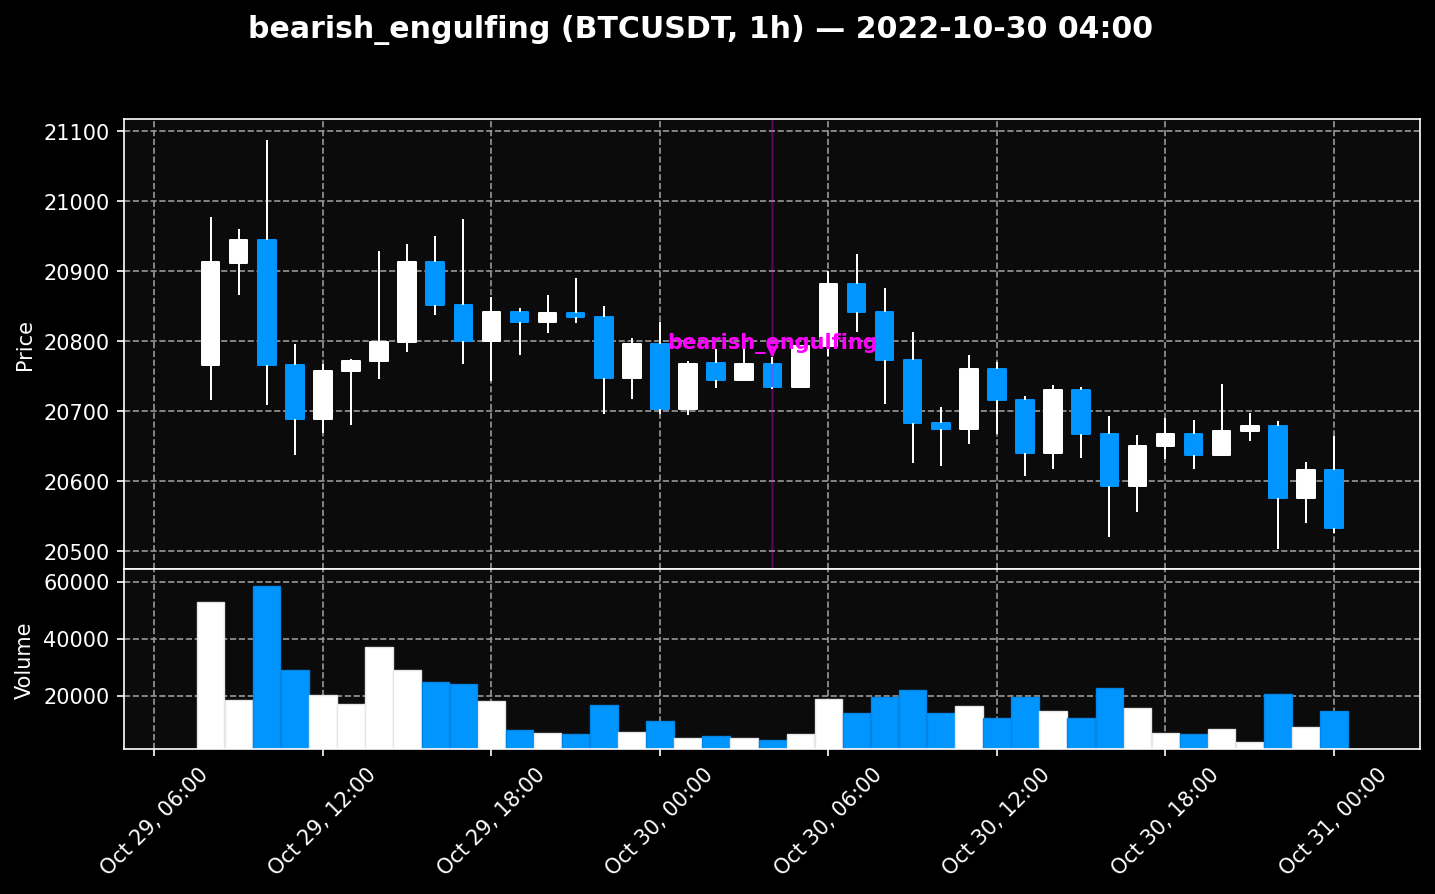 bearish_engulfing (BTCUSDT, 1h) — 2022-10-30 04:00
Price
21100
21000
20900
20800
20700
20600
20500
bearish_engulfing
Volume
60000
40000
20000
Oct 29, 06:00
Oct 29, 12:00
Oct 29, 18:00
Oct 30, 00:00
Oct 30, 06:00
Oct 30, 12:00
Oct 30, 18:00
Oct 31, 00:00